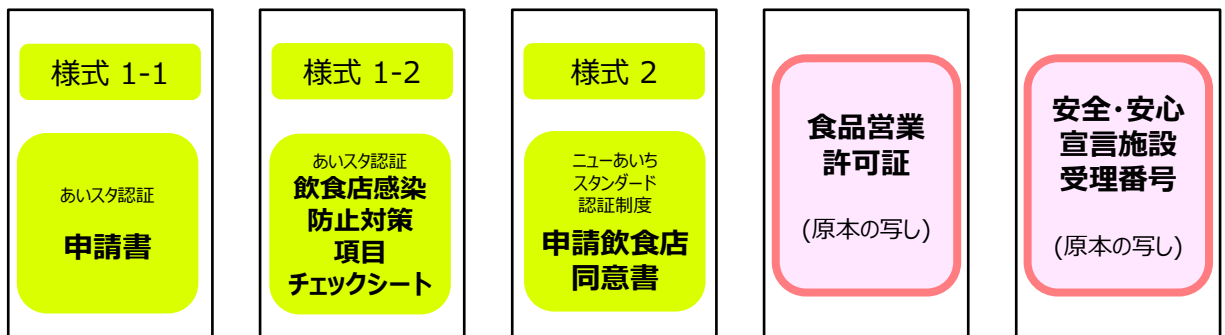 様式 1-1
あいスタ認証
申請書
様式 1-2
あいスタ認証
飲食店感染
防止対策
項目
チェックシート
様式 2
ニューあいち
スタンダード
認証制度
申請飲食店
同意書
食品営業
許可証
(原本の写し)
安全・安心
宣言施設
受理番号
(原本の写し)